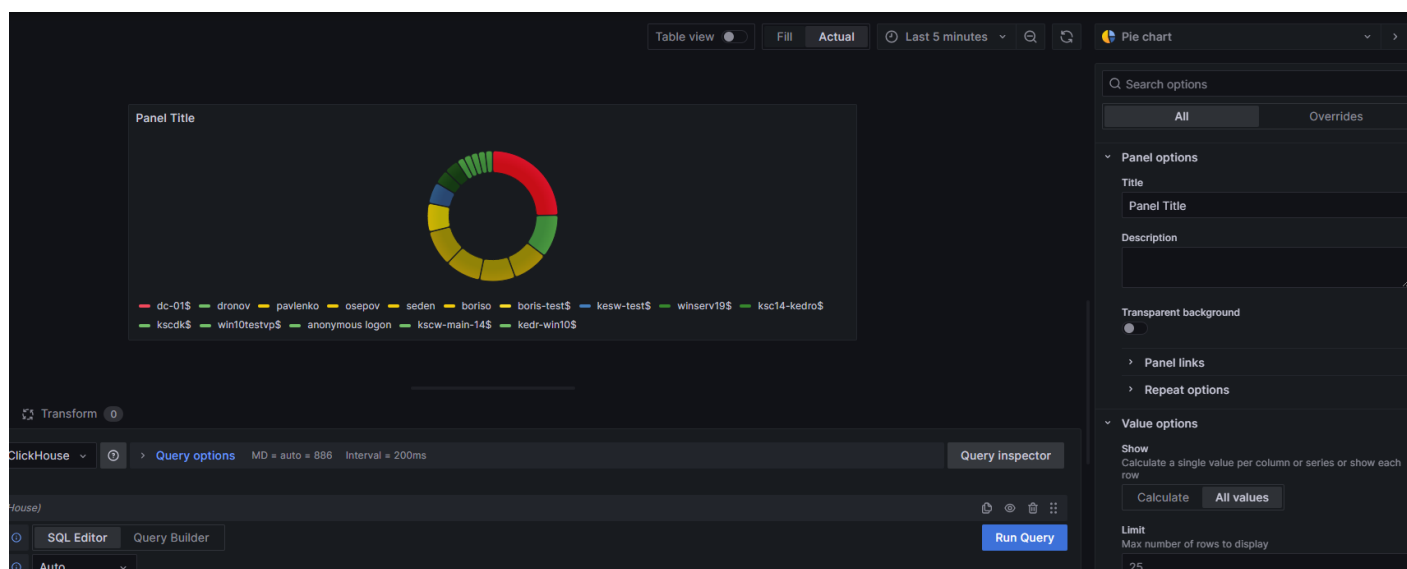 Table view
Fill
Actual
Last 5 minutes
Pie chart
Search options
All
Overrides
Panel Title
Panel options
Title
Panel Title
Description
dc-01$ dronov pavlenko osepov seden boriso boris-test$ kesw-test$ winserv19$ ksc14-kedro$
kscdk$ win10testvp$ anonymous logon kscw-main-14$ kedr-win10$
Transparent background
Panel links
Repeat options
Transform 0
Value options
ClickHouse
Query options MD = auto = 886 Interval = 200ms
Query inspector
Show
Calculate a single value per column or series or show each
row
Calculate
All values
House)
SQL Editor
Query Builder
Run Query
Limit
Max number of rows to display
Auto
25